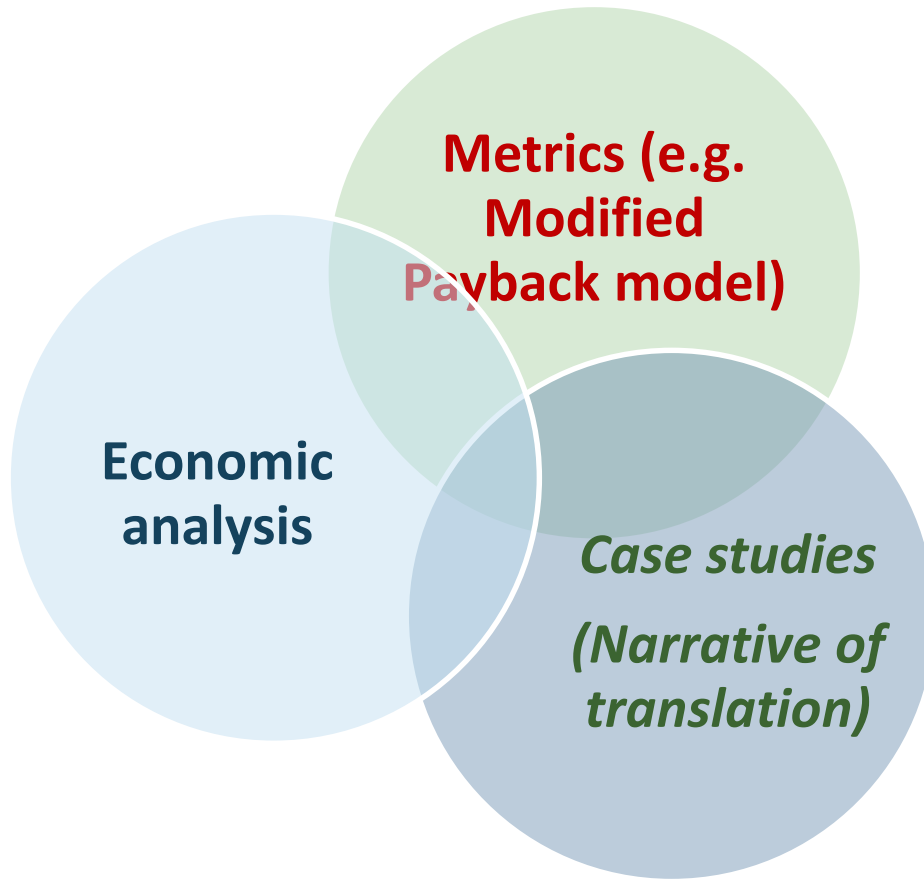 Metrics (e.g.
Modified
Payback model)
Economic
analysis
Case studies
(Narrative of
translation)